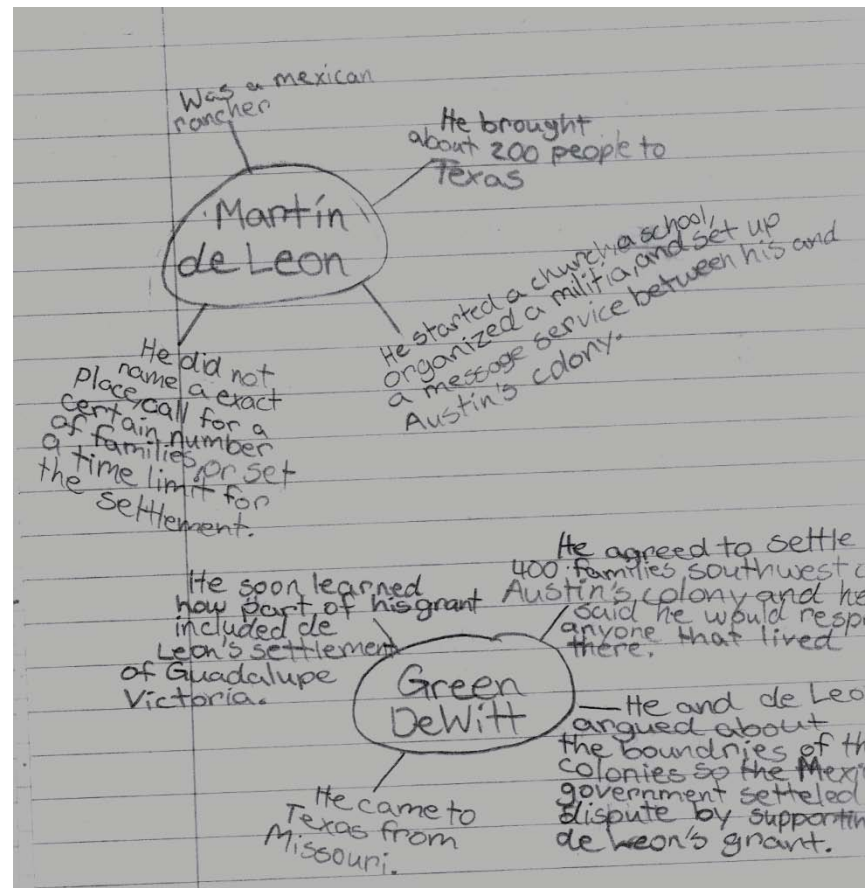 Was a mexican
rancher
He brought
about 200 people to
Texas
Martín
de Leon
He started a church, a school,
organized a militia, and set up
a message service between his and
Austin's colony.
He did not
name a exact
place, call for a
certain number
of families, or set
a time limit for
the settlement.
He agreed to settle
400 families southwest
Austin's colony and he
said he would
anyone that lived
there.
He soon learned
how part of his grant
included de
Leon's settlement
of Guadalupe
Victoria.
Green
DeWitt
He and de
argued about
the boundries of
colonies so the
government setteled
dispute by
de Leon's grant.
He came to
Texas from
Missouri.